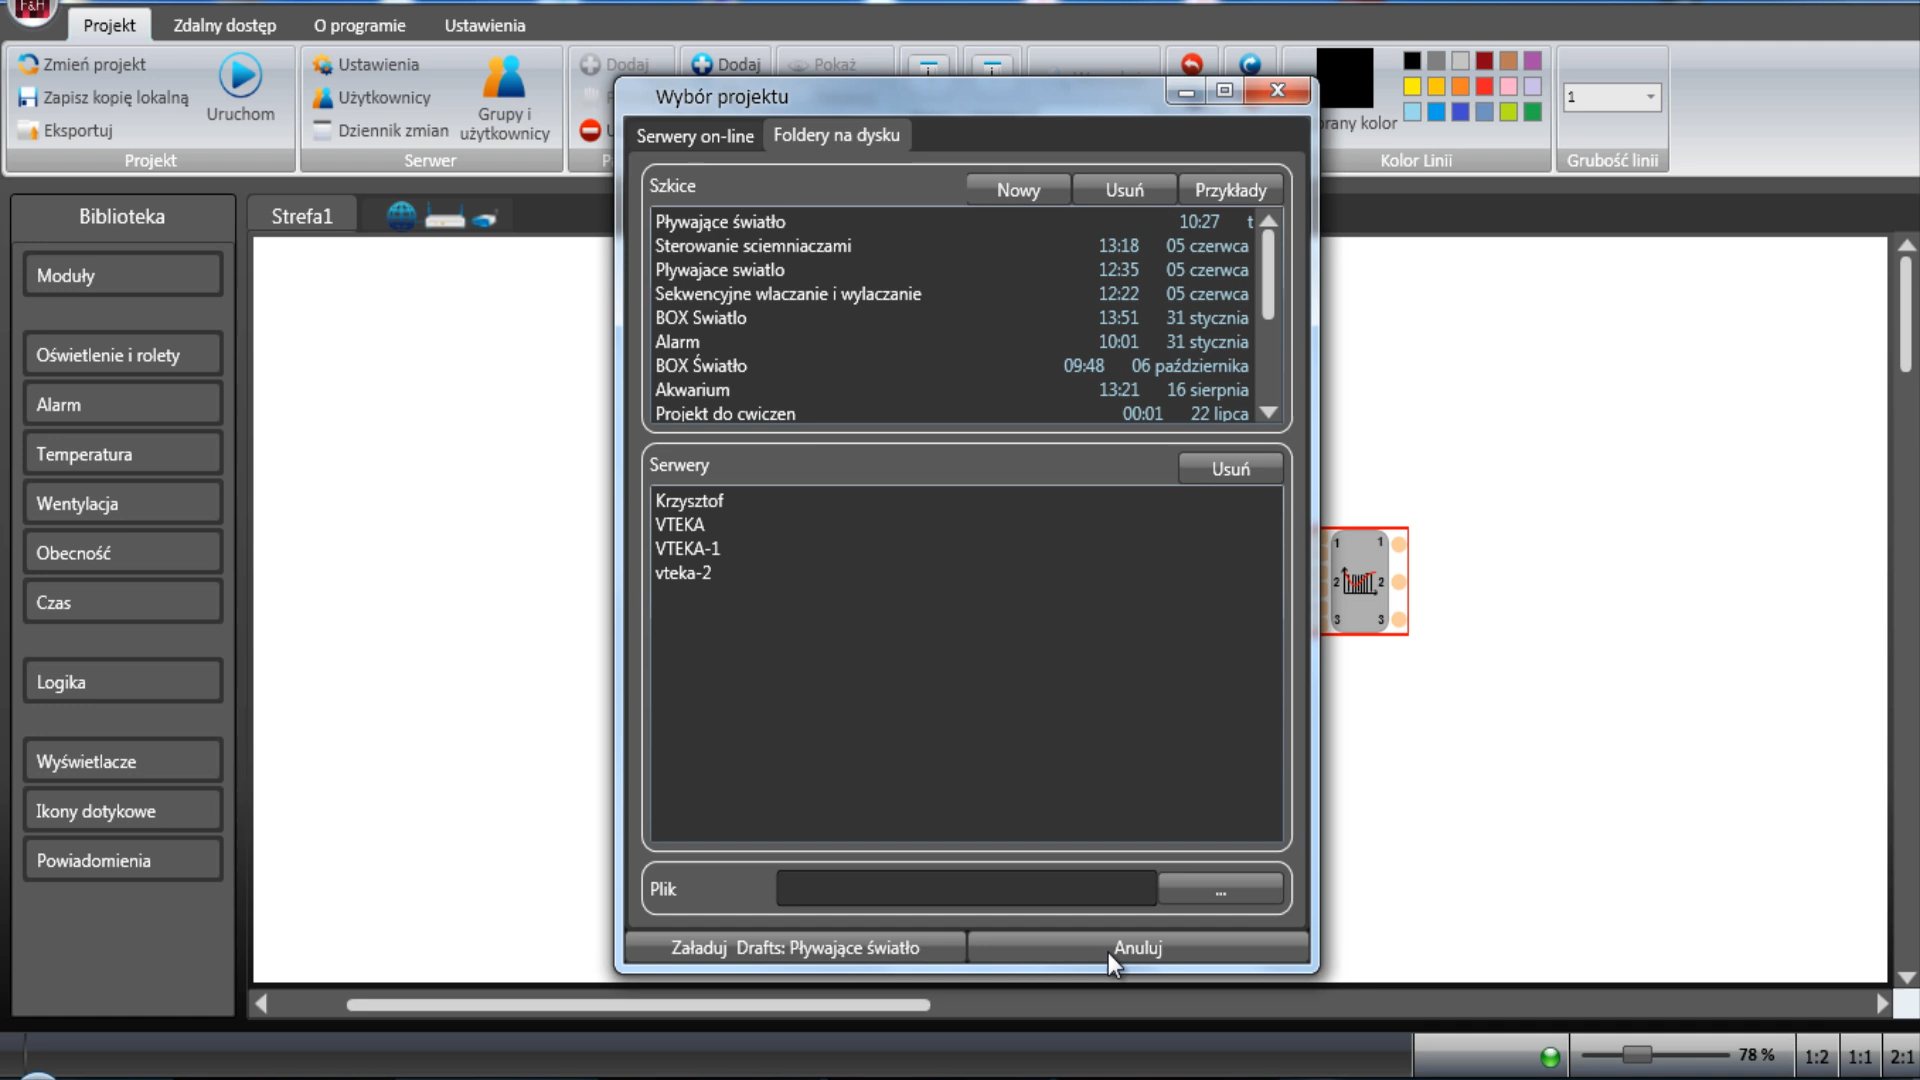 F&H
Projekt
Zdalny dostęp
O programie
Ustawienia
Zmień projekt
Zapisz kopię lokalną
Eksportuj
Uruchom
Projekt
Ustawienia
Użytkownicy
Dziennik zmian
Grupy i
użytkownicy
Serwer
Dodaj
Dodaj
Pokaż
rany kolor
Kolor Linii
1
Grubość linii
Biblioteka
Moduły
Oświetlenie i rolety
Alarm
Temperatura
Wentylacja
Obecność
Czas
Logika
Wyświetlacze
Ikony dotykowe
Powiadomienia
Strefa1
Wybór projektu
Serwery on-line
Foldery na dysku
Szkice
Nowy
Usuń
Przykłady
Pływające światło 10:27 t
Sterowanie sciemniaczami 13:18 05 czerwca
Plywajace swiatlo 12:35 05 czerwca
Sekwencyjne wlaczanie i wylaczanie 12:22 05 czerwca
BOX Swiatlo 13:51 31 stycznia
Alarm 10:01 31 stycznia
BOX Światło 09:48 06 października
Akwarium 13:21 16 sierpnia
Projekt do cwiczen 00:01 22 lipca
Serwery
Usuń
Krzysztof
VTEKA
VTEKA-1
vteka-2
Plik
...
Załaduj Drafts: Pływające światło
Anuluj
1 1
2 2
3 3
78 %
1:2
1:1
2:1